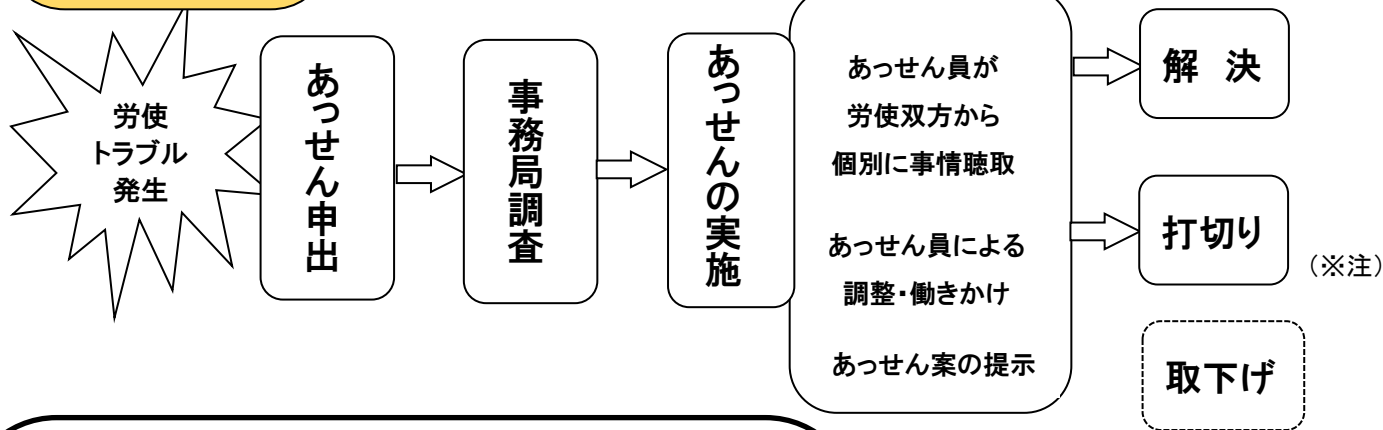 労使
トラブル
発生
あっせん申出
事務局調査
あっせんの実施
あっせん員が
労使双方から
個別に事情聴取
あっせん員による
調整・働きかけ
あっせん案の提示
解 決
打切り
(※注)
取下げ